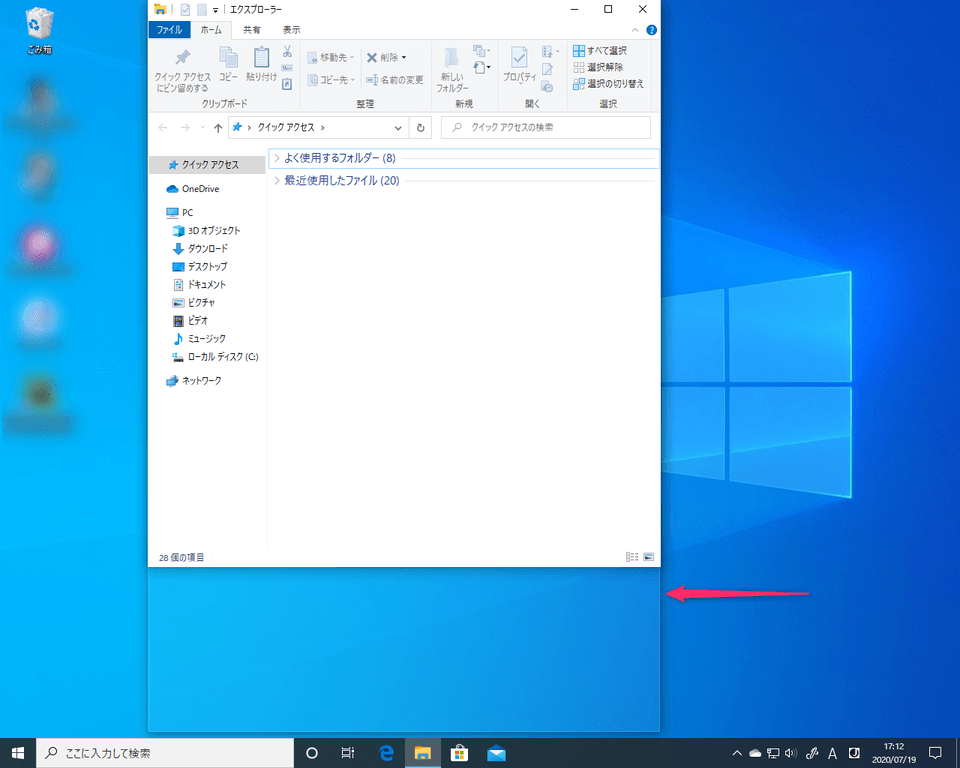 エクスプローラー
ごみ箱
ファイル ホーム 共有 表示
クイック アクセス
にピン留めする
コピー
貼り付け
クリップボード
移動先
コピー先
削除
名前の変更
整理
新しい
フォルダー
新規
プロパティ
開く
すべて選択
選択解除
選択の切り替え
選択
クイック アクセス
クイック アクセスの検索
クイック アクセス
OneDrive
PC
3D オブジェクト
ダウンロード
デスクトップ
ドキュメント
ピクチャ
ビデオ
ミュージック
ローカル ディスク (C:)
ネットワーク
よく使用するフォルダー (8)
最近使用したファイル (20)
28 個の項目
ここに入力して検索
A
17:12
2020/07/19